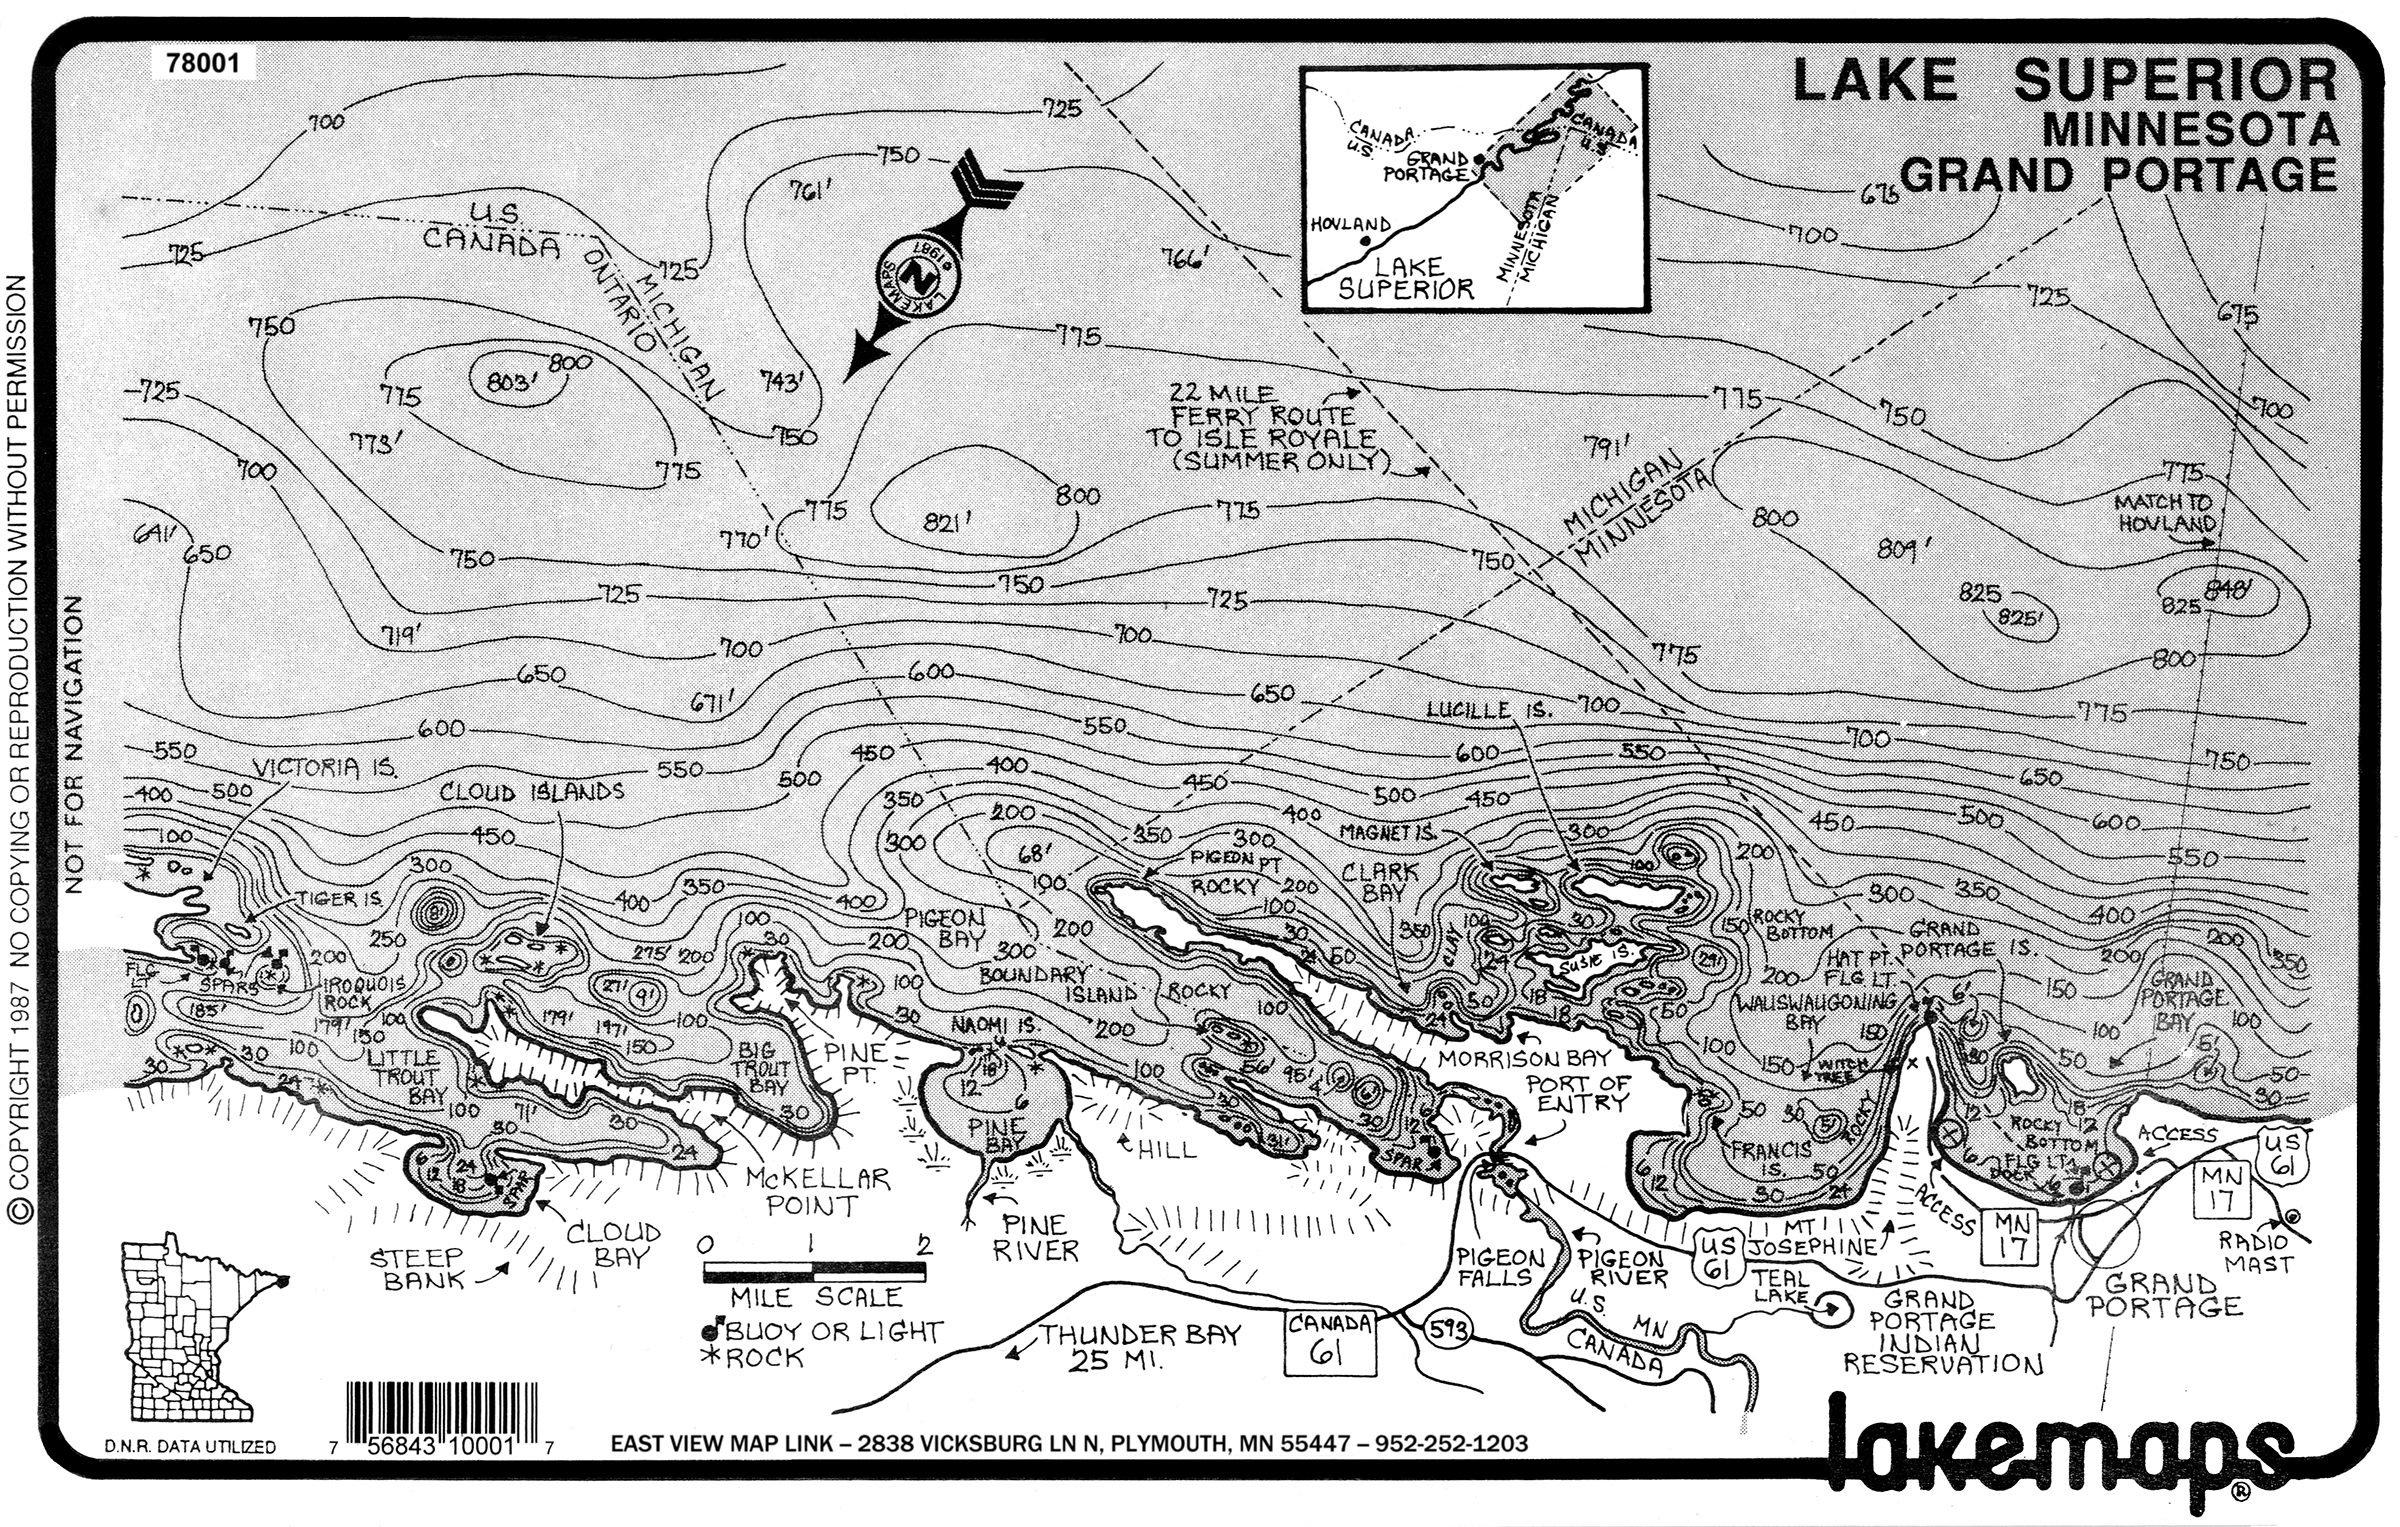 78001
LAKE SUPERIOR
MINNESOTA
GRAND PORTAGE
© COPYRIGHT 1987 NO COPYING OR REPRODUCTION WITHOUT PERMISSION
NOT FOR NAVIGATION
CANADA
U.S.
CANADA
U.S.
GRAND
PORTAGE
HOVLAND
MINNESOTA
MICHIGAN
LAKE
SUPERIOR
700
725
750
761'
766'
675
700
725
675
U.S.
CANADA
725
725
ONTARIO
MICHIGAN
LAKEMAPS
© 1987
N
750
800
803'
775
773'
775
743'
750
775
22 MILE
FERRY ROUTE
TO ISLE ROYALE
(SUMMER ONLY)
775
750
700
791'
MICHIGAN
MINNESOTA
775
MATCH TO
HOVLAND
725
700
641'
650
770'
775
821'
800
775
750
800
809'
825
825'
825
848'
750
750
725
725
719'
700
700
775
800
650
671'
600
650
LUCILLE IS.
700
775
600
550
700
550
550
600
550
750
VICTORIA IS.
500
450
400
450
650
400
500
CLOUD ISLANDS
350
200
500
450
400
450
500
600
100
450
300
350
300
MAGNET IS.
300
550
68'
PIGEON PT
ROCKY
200
CLARK
BAY
100
200
300
TIGER IS.
8'
400
350
400
190
100
300
350
400
250
100
PIGEON
BAY
200
30
350
CLAY
100
30
150
ROCKY
BOTTOM
GRAND
PORTAGE IS.
200
350
FLG
LT
SPARS
200
IROQUOIS
ROCK
275'
200
30
200
300
24
50
24
SUSIE IS.
29'
HAT PT.
FLG LT.
200
200
GRAND
PORTAGE
BAY
BOUNDARY
ISLAND
ROCKY
185'
179'
150
100
27'
9'
179'
197'
100
100
100
50
18
WAUSWAUGONING
BAY
6'
150
30
100
LITTLE
TROUT
BAY
150
BIG
TROUT
BAY
PINE
PT.
30
NAOMI IS.
200
24
18
50
150
100
100
30
24
18'
12
6
PINE
BAY
100
56'
95'
MORRISON BAY
PORT OF
ENTRY
100
150
WITCH
TREE
50
5'
50
100
71'
30
30
24
30
HILL
30
31'
30
12
SPAR
50
30
5'
ROCKY
FRANCIS
IS.
50
30
24
12
18
12
30
ROCKY
BOTTOM
FLG LT.
DOCK
ACCESS
US
61
6
12
24
18
SPAR
McKELLAR
POINT
CLOUD
BAY
STEEP
BANK
PINE
RIVER
PIGEON
FALLS
PIGEON
RIVER
6
12
MT
JOSEPHINE
ACCESS
MN
17
MN
17
RADIO
MAST
US
61
TEAL
LAKE
GRAND
PORTAGE
INDIAN
RESERVATION
GRAND
PORTAGE
0 1 2
MILE SCALE
BUOY OR LIGHT
ROCK
THUNDER BAY
25 MI.
CANADA
61
593
U.S.
MN
CANADA
D.N.R. DATA UTILIZED
7 56843 10001 7
EAST VIEW MAP LINK – 2838 VICKSBURG LN N, PLYMOUTH, MN 55447 – 952-252-1203
lakemaps®